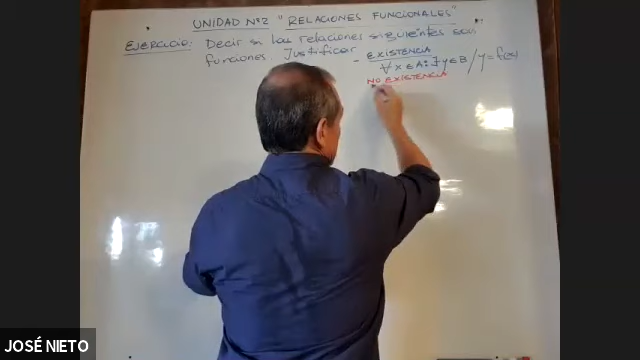 UNIDAD Nº2 "RELACIONES FUNCIONALES"
EJERCICIO: Decir si las relaciones siguientes son
funciones. Justificar
- EXISTENCIA
∀ x ∈ A: ∃ y ∈ B / y = f(x)
NO EXISTENCIA
JOSÉ NIETO